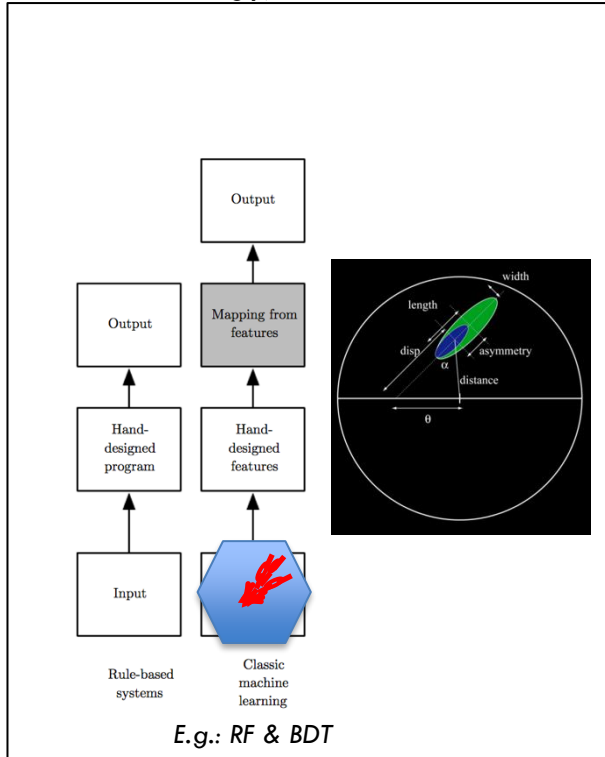 Output
Output
Mapping from
features
Hand-
designed
program
Hand-
designed
features
Input
Rule-based
systems
Classic
machine
learning
E.g.: RF & BDT
width
length
disp
asymmetry
α
distance
θ